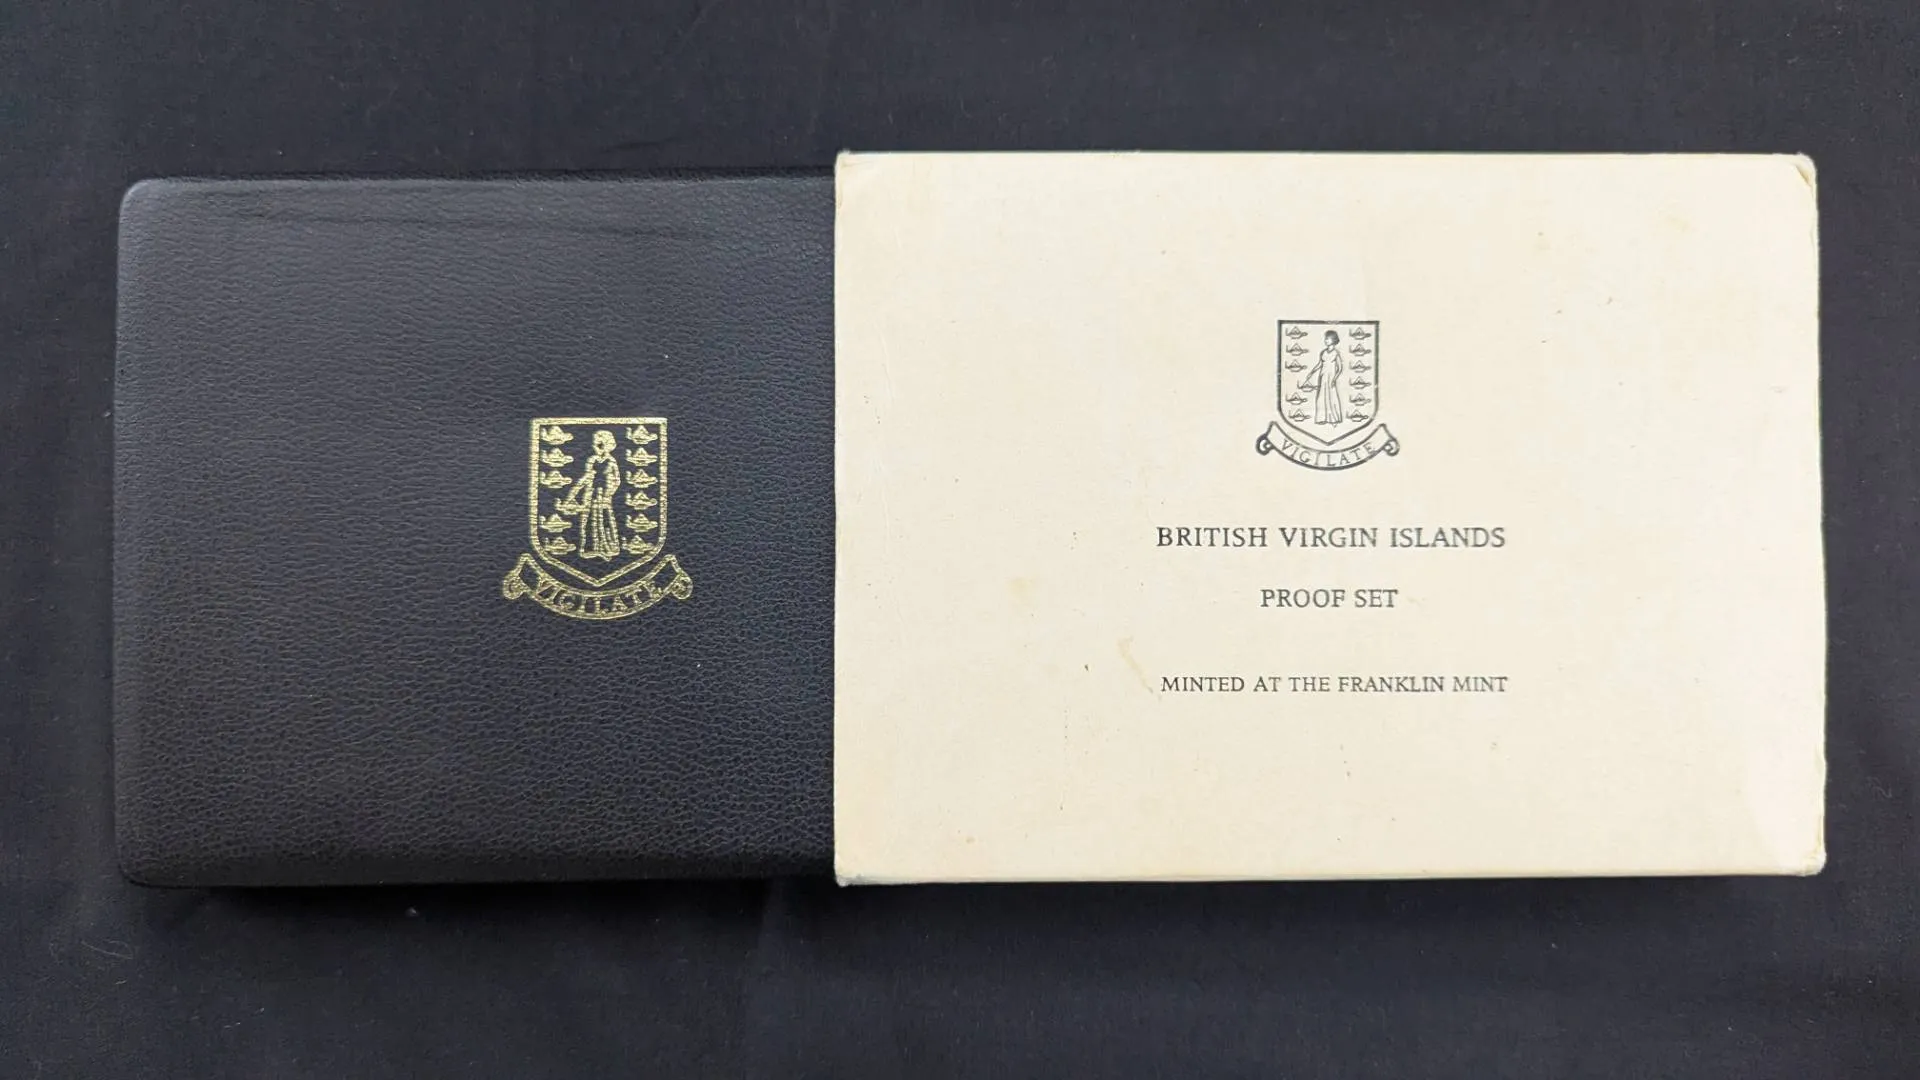 VIGILATE
VIGILATE
BRITISH VIRGIN ISLANDS
PROOF SET
MINTED AT THE FRANKLIN MINT